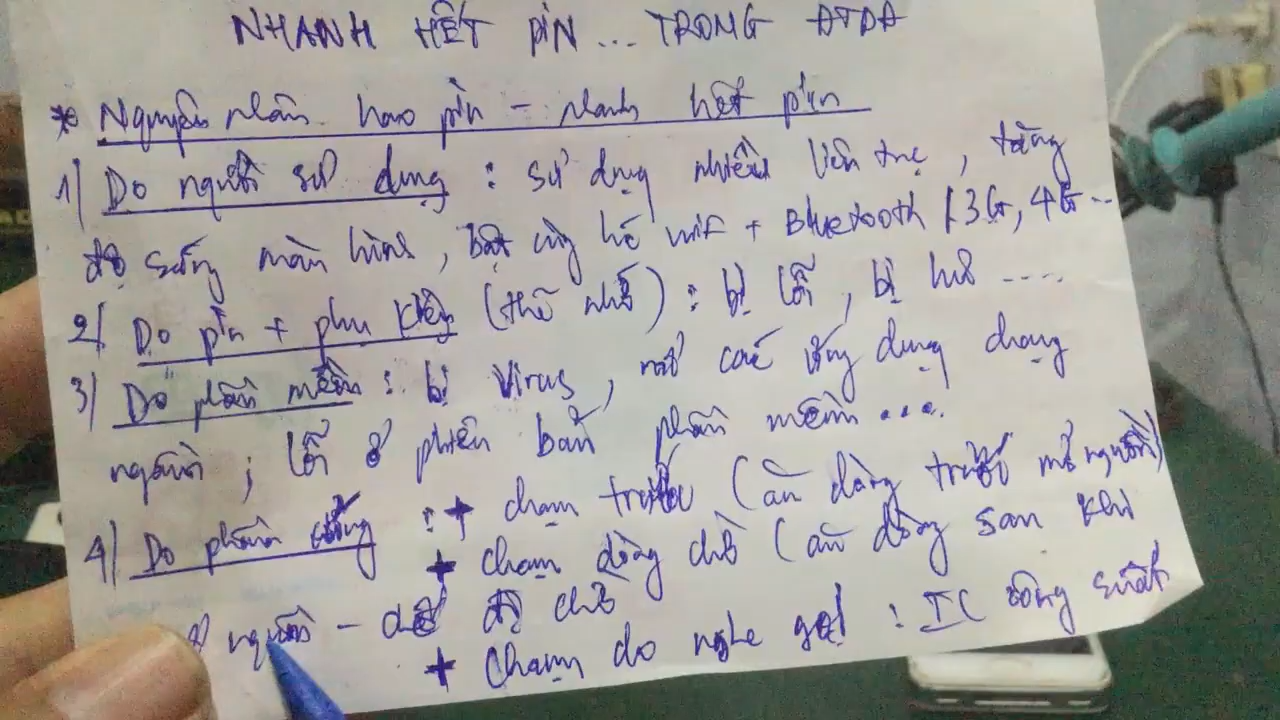 NHANH HẾT PIN... TRONG ĐTDĐ
* Nguyên nhân hao pin - nhanh hết pin
1) Do người sử dụng : sử dụng nhiều liên tục, tăng
độ sáng màn hình, bật cùng lúc wifi + Bluetooth / 3G, 4G...
2) Do pin + phụ kiện (thẻ nhớ) : bị lỗi, bị hư ....
3) Do phần mềm : bị Virus, mở các ứng dụng chạy
ngầm ; lỗi ở phiên bản phần mềm ....
4) Do phần cứng : + chạm trước (ăn dòng trước mở nguồn)
+ chạm dòng chờ (ăn dòng sau khi
mở nguồn - chế độ chờ
+ chạm do nghe gọi : IC công suất